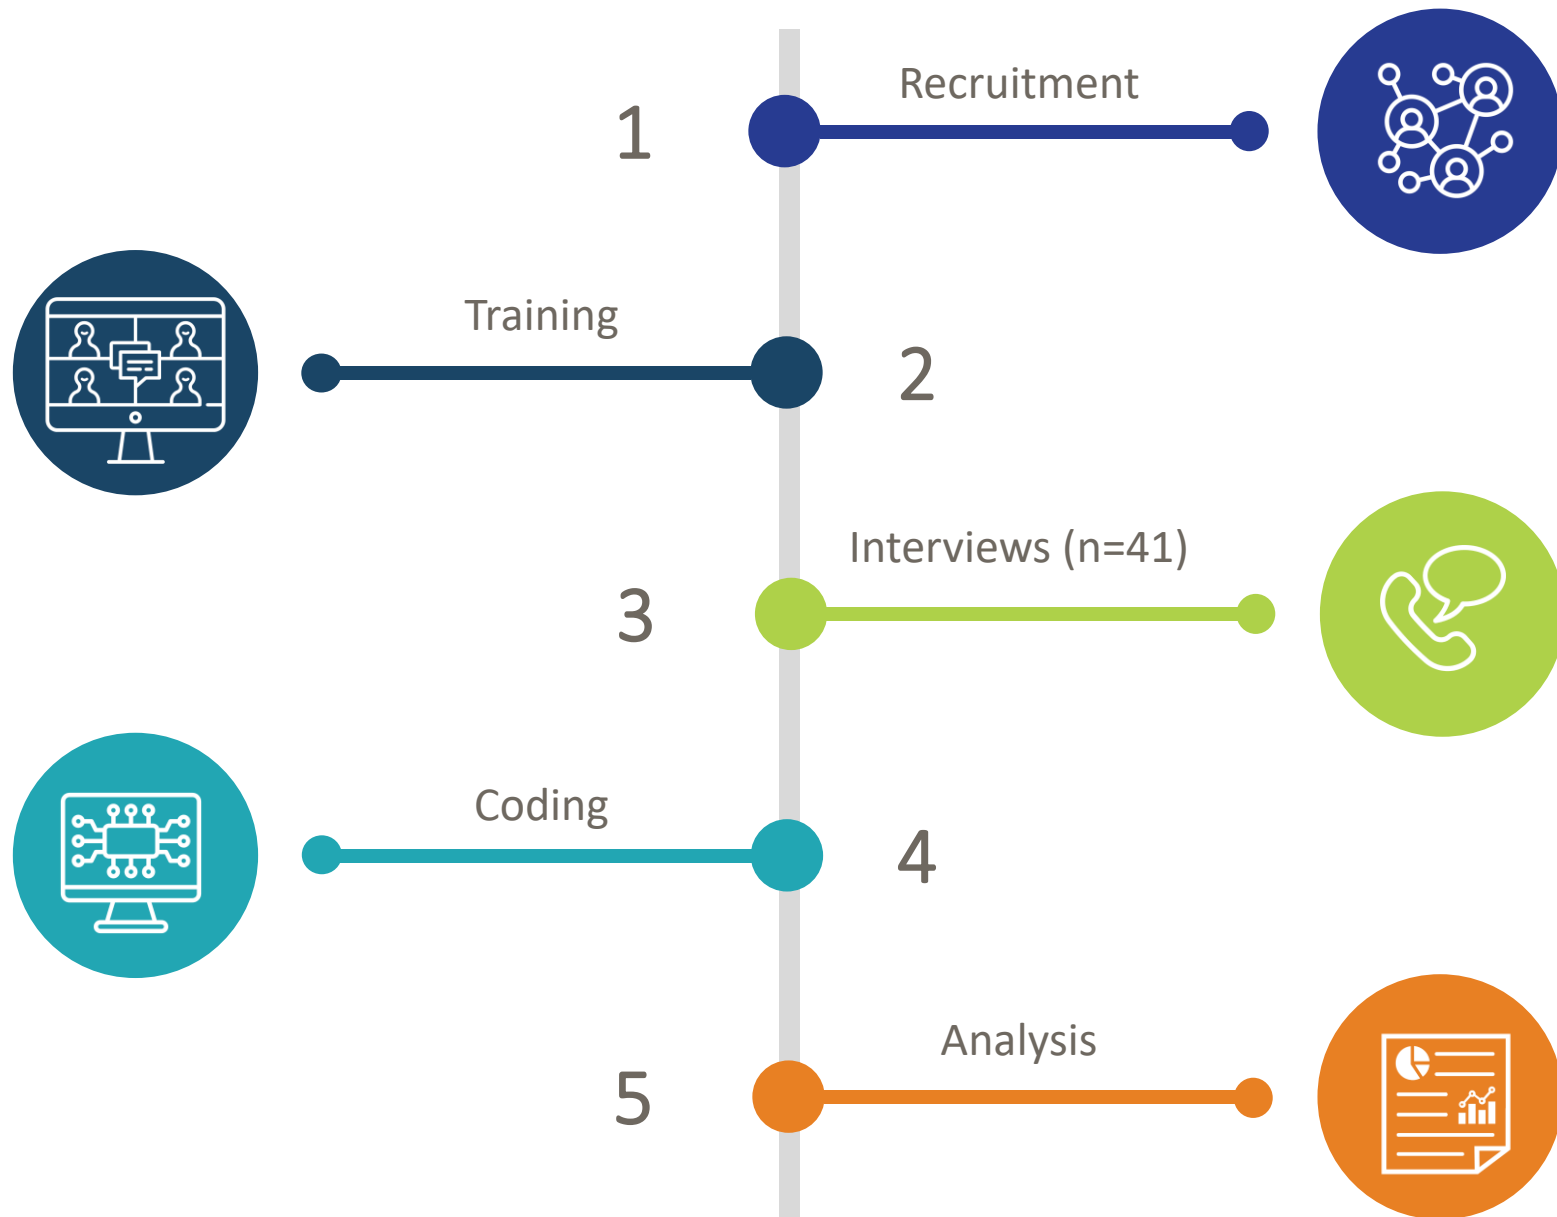 Recruitment
1
Training
2
Interviews (n=41)
3
Coding
4
Analysis
5